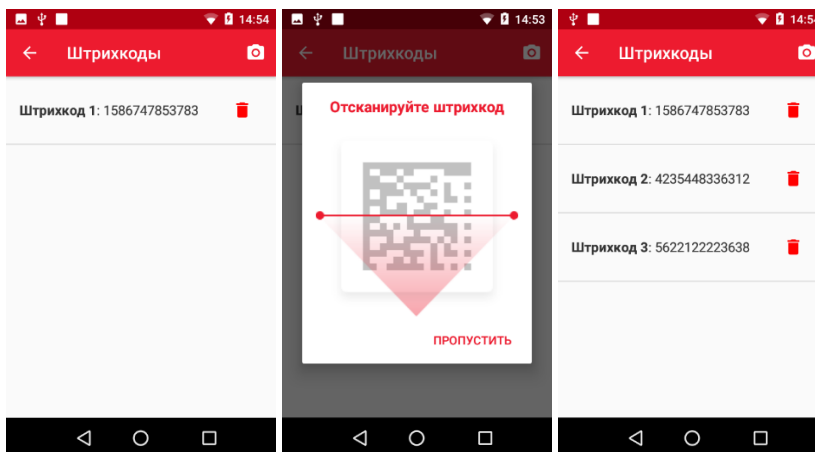 14:54
Штрихкоды
Штрихкод 1: 1586747853783
14:53
Штрихкоды
Отсканируйте штрихкод
ПРОПУСТИТЬ
14:54
Штрихкоды
Штрихкод 1: 1586747853783
Штрихкод 2: 4235448336312
Штрихкод 3: 5622122223638